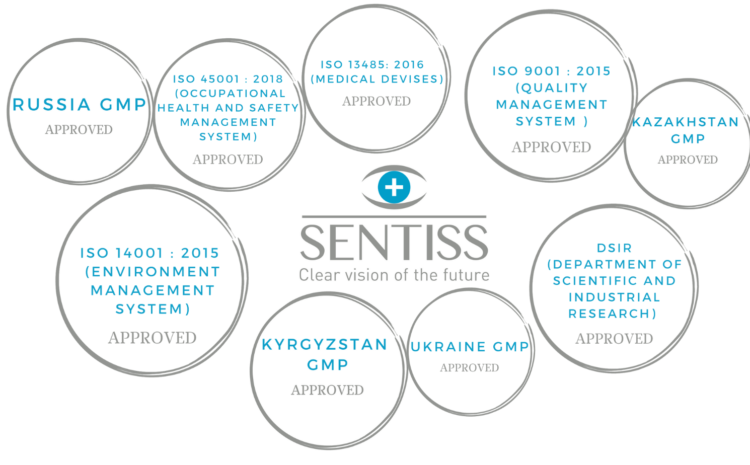 RUSSIA GMP
APPROVED
ISO 45001 : 2018
(OCCUPATIONAL
HEALTH AND SAFETY
MANAGEMENT
SYSTEM)
APPROVED
ISO 13485: 2016
(MEDICAL DEVISES)
APPROVED
ISO 9001 : 2015
(QUALITY
MANAGEMENT
SYSTEM )
APPROVED
KAZAKHSTAN
GMP
APPROVED
SENTISS
Clear vision of the future
ISO 14001 : 2015
(ENVIRONMENT
MANAGEMENT
SYSTEM)
APPROVED
KYRGYZSTAN
GMP
APPROVED
UKRAINE GMP
APPROVED
DSIR
(DEPARTMENT OF
SCIENTIFIC AND
INDUSTRIAL
RESEARCH)
APPROVED